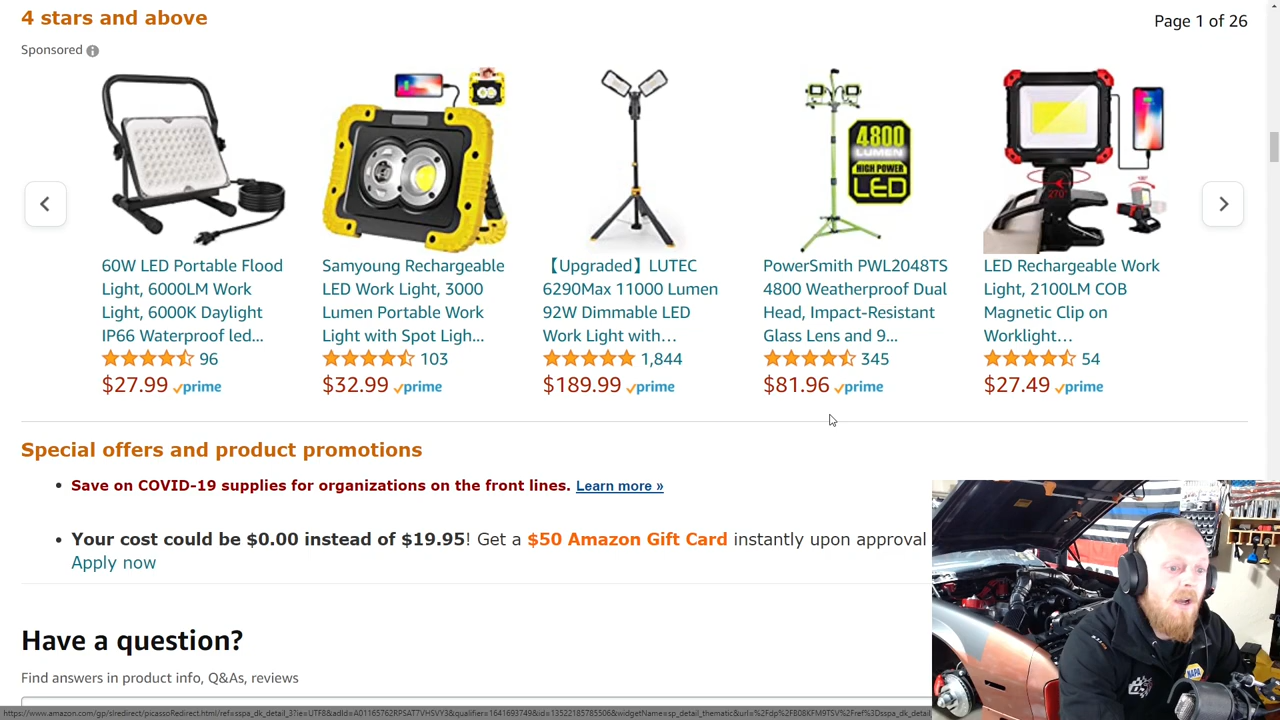 4 stars and above
Page 1 of 26
Sponsored
4800
LUMEN
HIGH POWER
LED
270°
60W LED Portable Flood
Light, 6000LM Work
Light, 6000K Daylight
IP66 Waterproof led...
96
$27.99 prime
Samyoung Rechargeable
LED Work Light, 3000
Lumen Portable Work
Light with Spot Ligh...
103
$32.99 prime
【Upgraded】LUTEC
6290Max 11000 Lumen
92W Dimmable LED
Work Light with...
1,844
$189.99 prime
PowerSmith PWL2048TS
4800 Weatherproof Dual
Head, Impact-Resistant
Glass Lens and 9...
345
$81.96 prime
LED Rechargeable Work
Light, 2100LM COB
Magnetic Clip on
Worklight...
54
$27.49 prime
Special offers and product promotions
• Save on COVID-19 supplies for organizations on the front lines. Learn more »
• Your cost could be $0.00 instead of $19.95! Get a $50 Amazon Gift Card instantly upon approval
Apply now
Have a question?
Find answers in product info, Q&As, reviews
NAPA